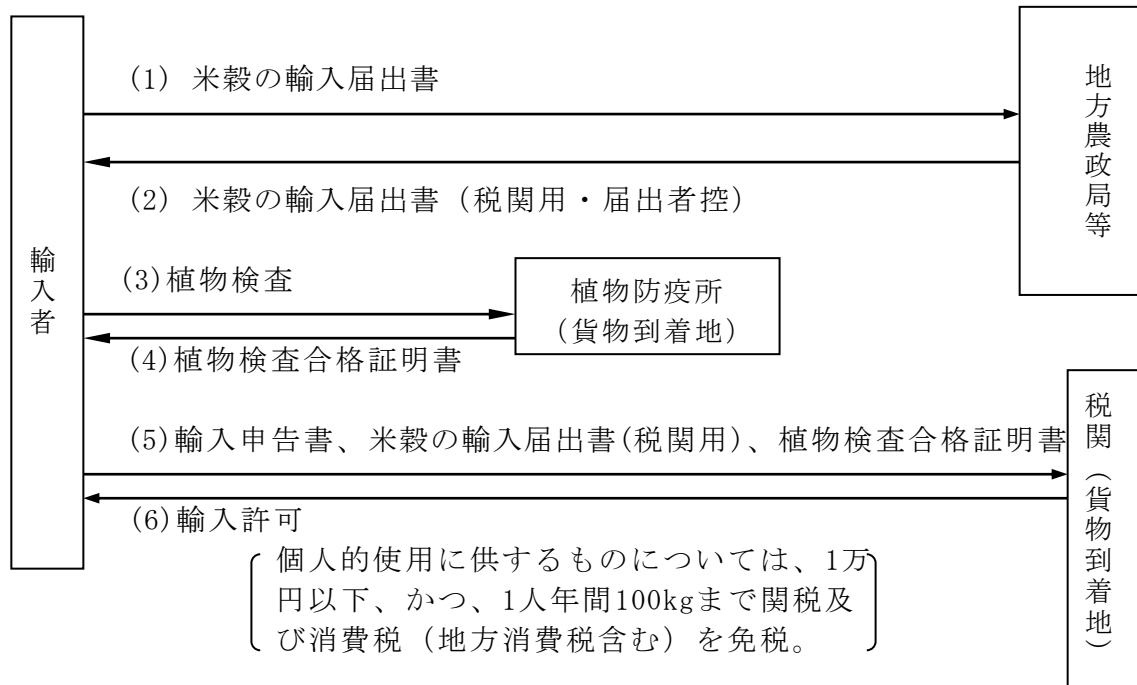 (1) 米穀の輸入届出書
地方農政局等
(2) 米穀の輸入届出書（税関用・届出者控）
輸入者
(3)植物検査
植物防疫所
(貨物到着地)
(4)植物検査合格証明書
(5)輸入申告書、米穀の輸入届出書(税関用)、植物検査合格証明書
税関（貨物到着地）
(6)輸入許可
個人的使用に供するものについては、1万
円以下、かつ、1人年間100kgまで関税及
び消費税（地方消費税含む）を免税。